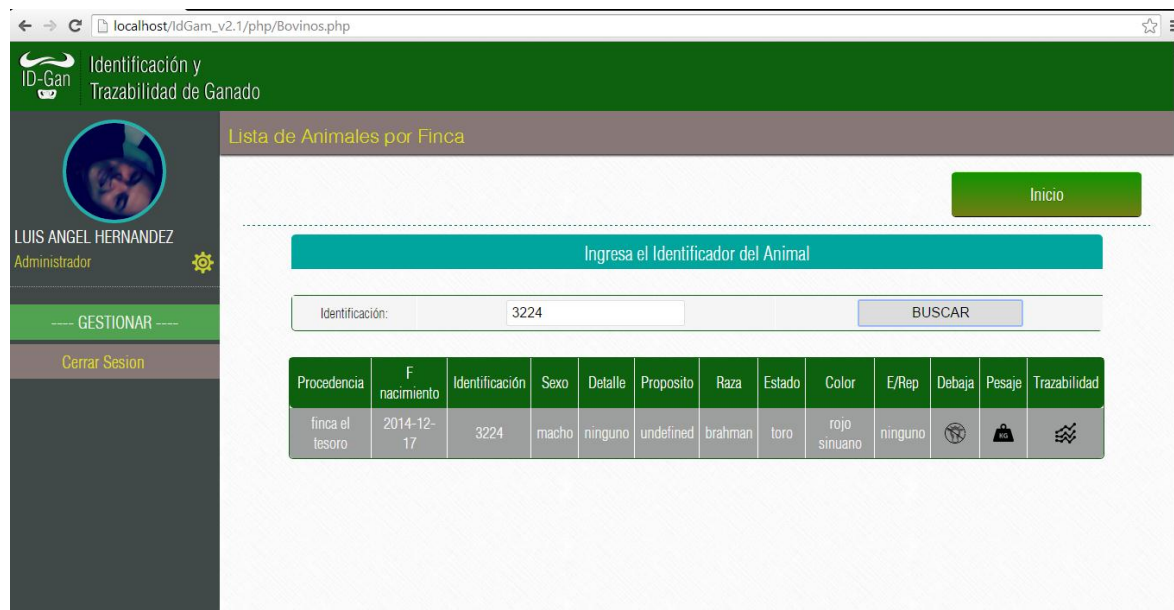 localhost/IdGam_v2.1/php/Bovinos.php
ID-Gan
Identificación y
Trazabilidad de Ganado
LUIS ANGEL HERNANDEZ
Administrador
---- GESTIONAR ----
Cerrar Sesion
Lista de Animales por Finca
Inicio
Ingresa el Identificador del Animal
Identificación: 3224 BUSCAR
Procedencia F nacimiento Identificación Sexo Detalle Proposito Raza Estado Color E/Rep Debaja Pesaje Trazabilidad
finca el tesoro 2014-12-17 3224 macho ninguno undefined brahman toro rojo sinuano ninguno KG